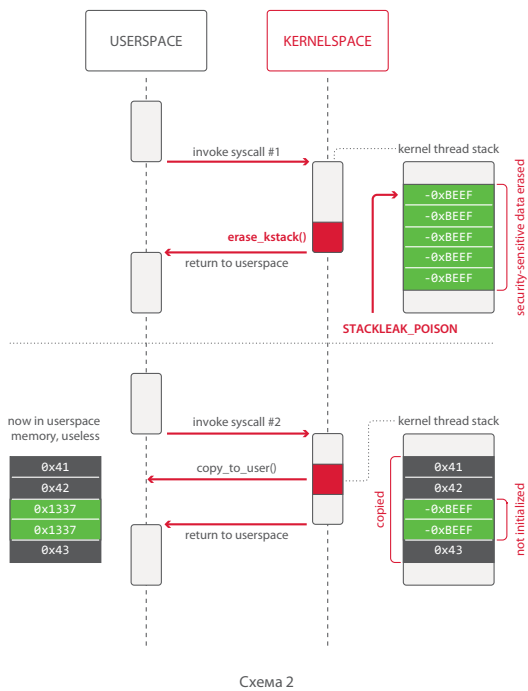 USERSPACE
KERNELSPACE
invoke syscall #1
kernel thread stack
-0xBEEF
-0xBEEF
-0xBEEF
-0xBEEF
-0xBEEF
security-sensitive data erased
erase_kstack()
return to userspace
STACKLEAK_POISON
now in userspace
memory, useless
0x41
0x42
0x1337
0x1337
0x43
invoke syscall #2
copy_to_user()
return to userspace
kernel thread stack
copied
0x41
0x42
-0xBEEF
-0xBEEF
0x43
not initialized
Схема 2